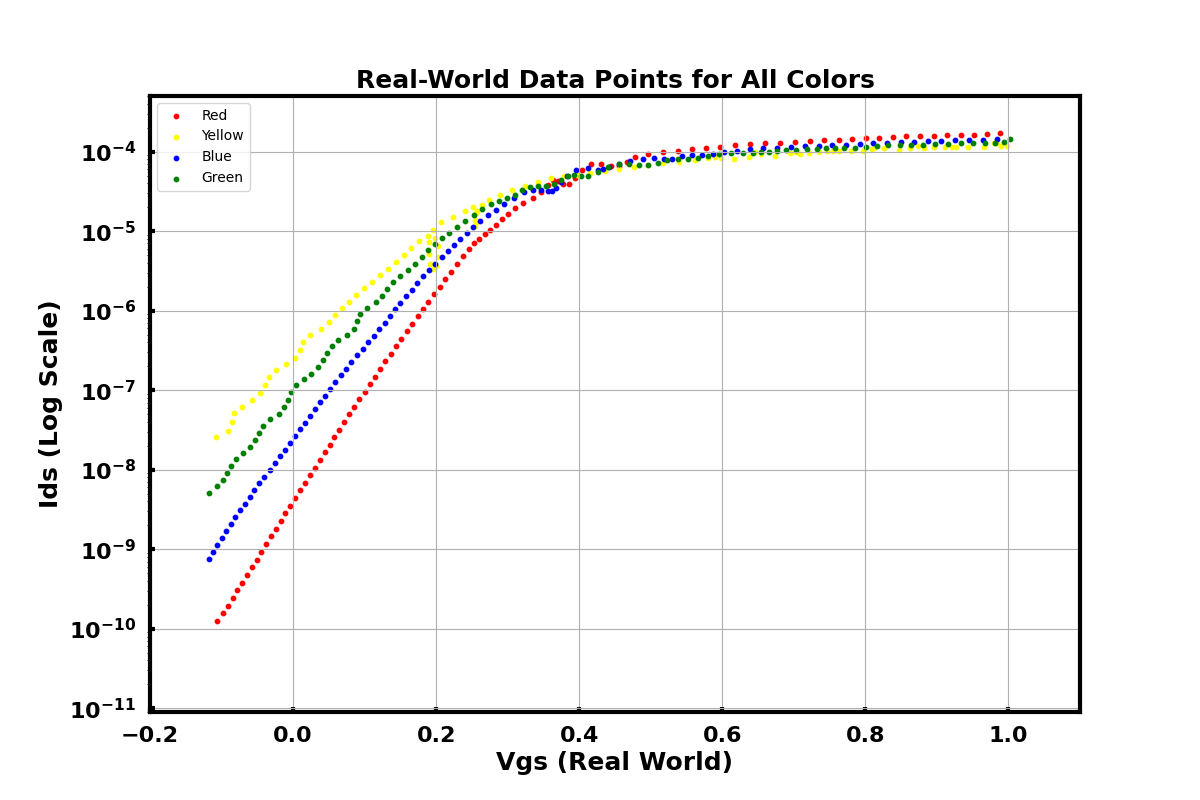 Real-World Data Points for All Colors
Red
Yellow
Blue
Green
10⁻⁴
10⁻⁵
10⁻⁶
10⁻⁷
10⁻⁸
10⁻⁹
10⁻¹⁰
10⁻¹¹
Ids (Log Scale)
−0.2 0.0 0.2 0.4 0.6 0.8 1.0
Vgs (Real World)